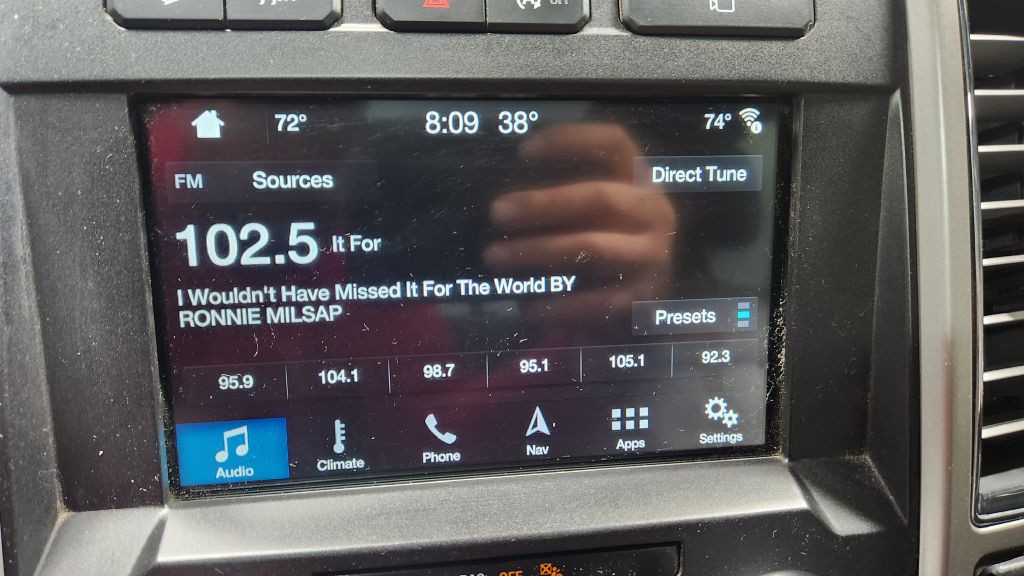 OFF
72° 8:09 38° 74°
FM Sources Direct Tune
102.5 It For
I Wouldn't Have Missed It For The World BY
RONNIE MILSAP
Presets
95.9 104.1 98.7 95.1 105.1 92.3
Audio Climate Phone Nav Apps Settings
OFF